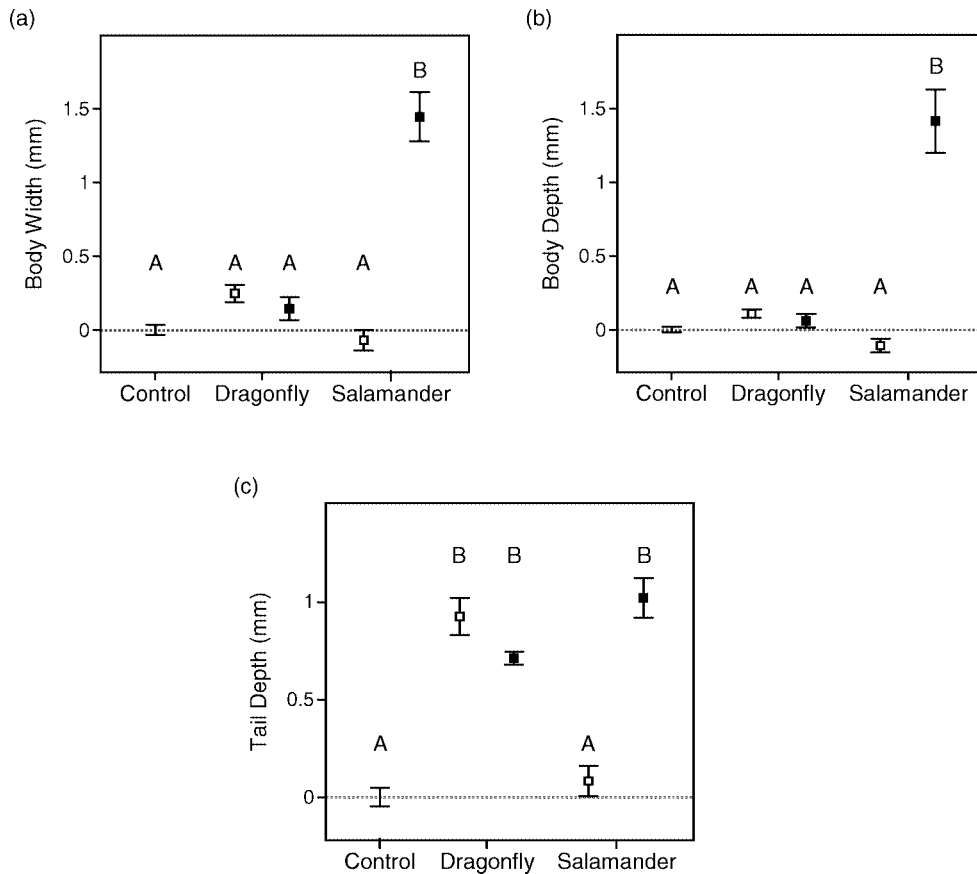 (a)
B
1.5
1
0.5
0
A A A A
Body Width (mm)
Control Dragonfly Salamander
(b)
B
1.5
1
0.5
0
A A A A
Body Depth (mm)
Control Dragonfly Salamander
(c)
B B B
1
0.5
0
A A
Tail Depth (mm)
Control Dragonfly Salamander